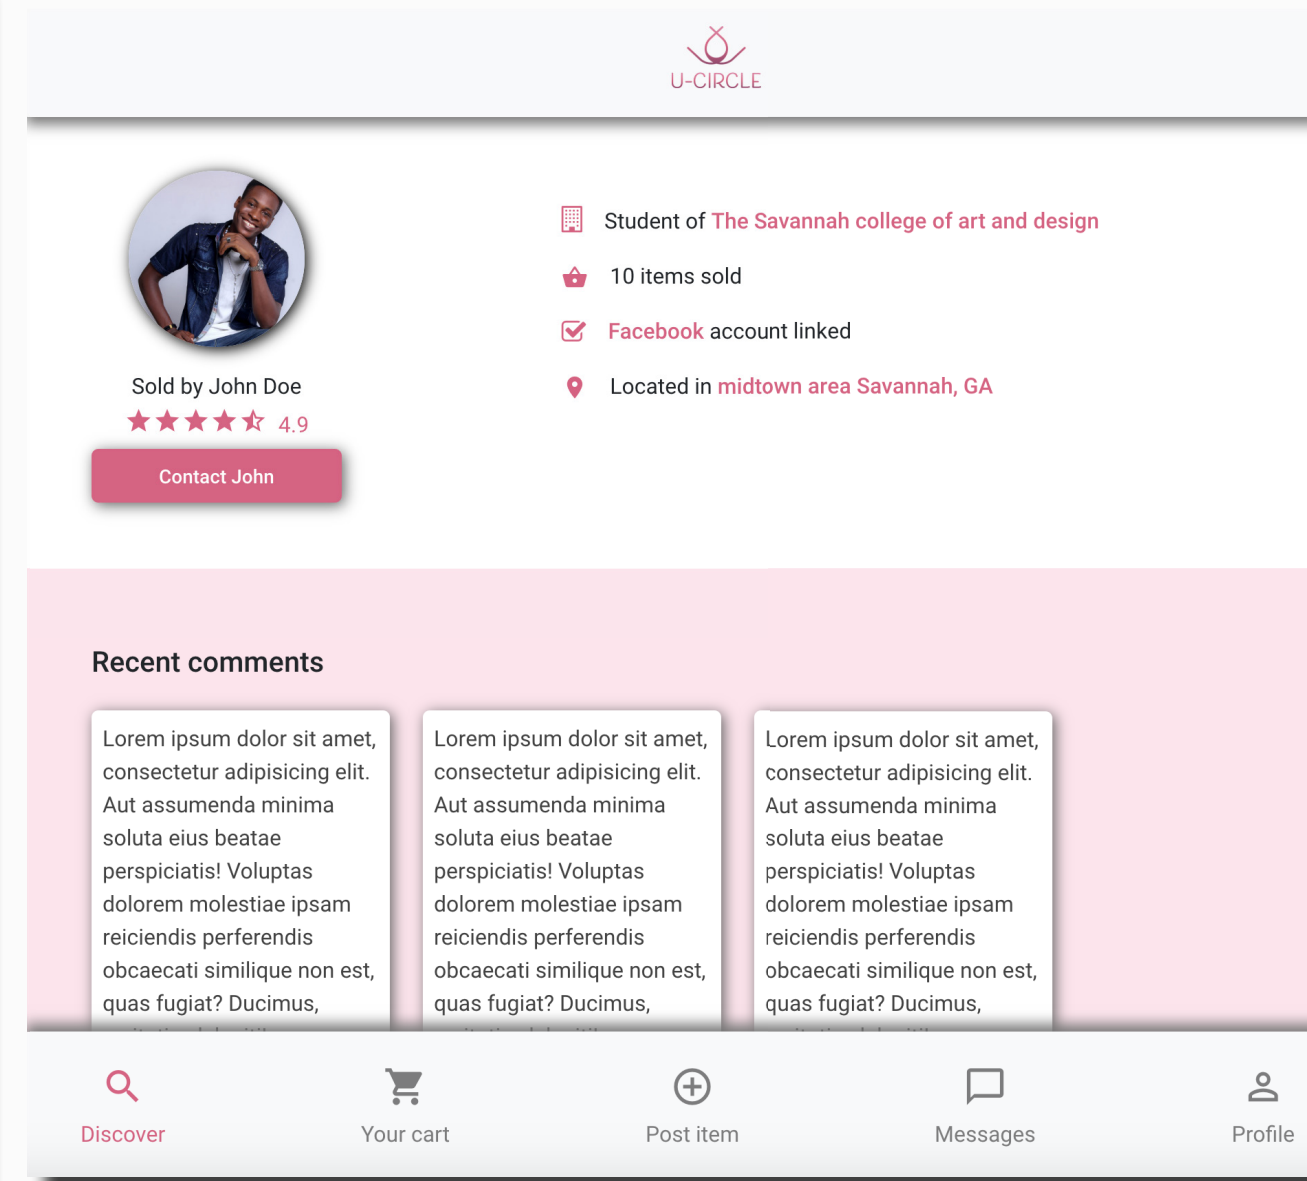 U-CIRCLE
Student of The Savannah college of art and design
10 items sold
Facebook account linked
Located in midtown area Savannah, GA
Sold by John Doe
4.9
Contact John
Recent comments
Lorem ipsum dolor sit amet,
consectetur adipisicing elit.
Aut assumenda minima
soluta eius beatae
perspiciatis! Voluptas
dolorem molestiae ipsam
reiciendis perferendis
obcaecati similique non est,
quas fugiat? Ducimus,
Lorem ipsum dolor sit amet,
consectetur adipisicing elit.
Aut assumenda minima
soluta eius beatae
perspiciatis! Voluptas
dolorem molestiae ipsam
reiciendis perferendis
obcaecati similique non est,
quas fugiat? Ducimus,
Lorem ipsum dolor sit amet,
consectetur adipisicing elit.
Aut assumenda minima
soluta eius beatae
perspiciatis! Voluptas
dolorem molestiae ipsam
reiciendis perferendis
obcaecati similique non est,
quas fugiat? Ducimus,
Discover
Your cart
Post item
Messages
Profile